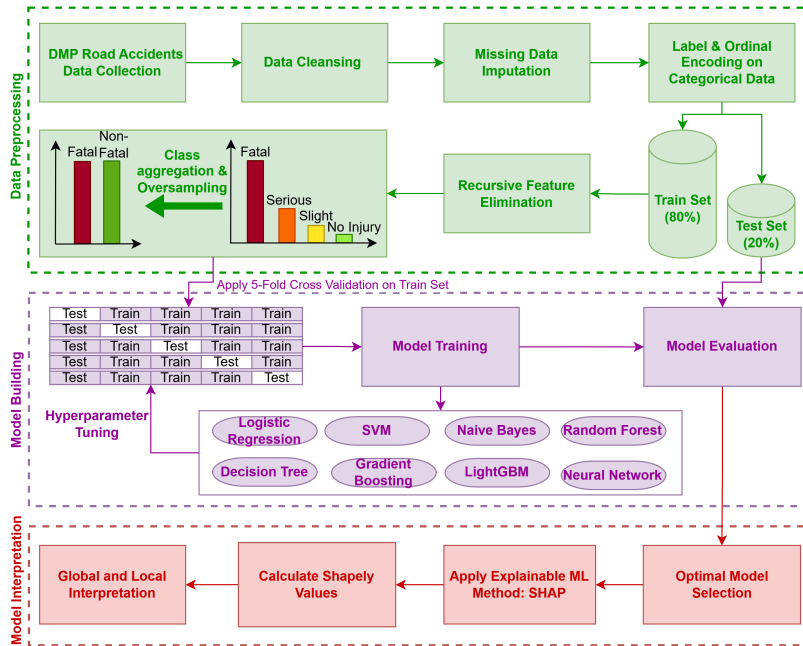 Data Preprocessing
DMP Road Accidents
Data Collection
Data Cleansing
Missing Data
Imputation
Label & Ordinal
Encoding on
Categorical Data
Fatal
Non-
Fatal
Class
aggregation &
Oversampling
Fatal
Serious
Slight
No Injury
Recursive Feature
Elimination
Train Set
(80%)
Test Set
(20%)
Apply 5-Fold Cross Validation on Train Set
Model Building
Test Train Train Train Train
Test Test Train Train Train
Test Train Test Train Train
Test Train Train Test Train
Test Train Train Train Test
Model Training
Model Evaluation
Hyperparameter
Tuning
Logistic
Regression
SVM
Naive Bayes
Random Forest
Decision Tree
Gradient
Boosting
LightGBM
Neural Network
Model Interpretation
Global and Local
Interpretation
Calculate Shapely
Values
Apply Explainable ML
Method: SHAP
Optimal Model
Selection